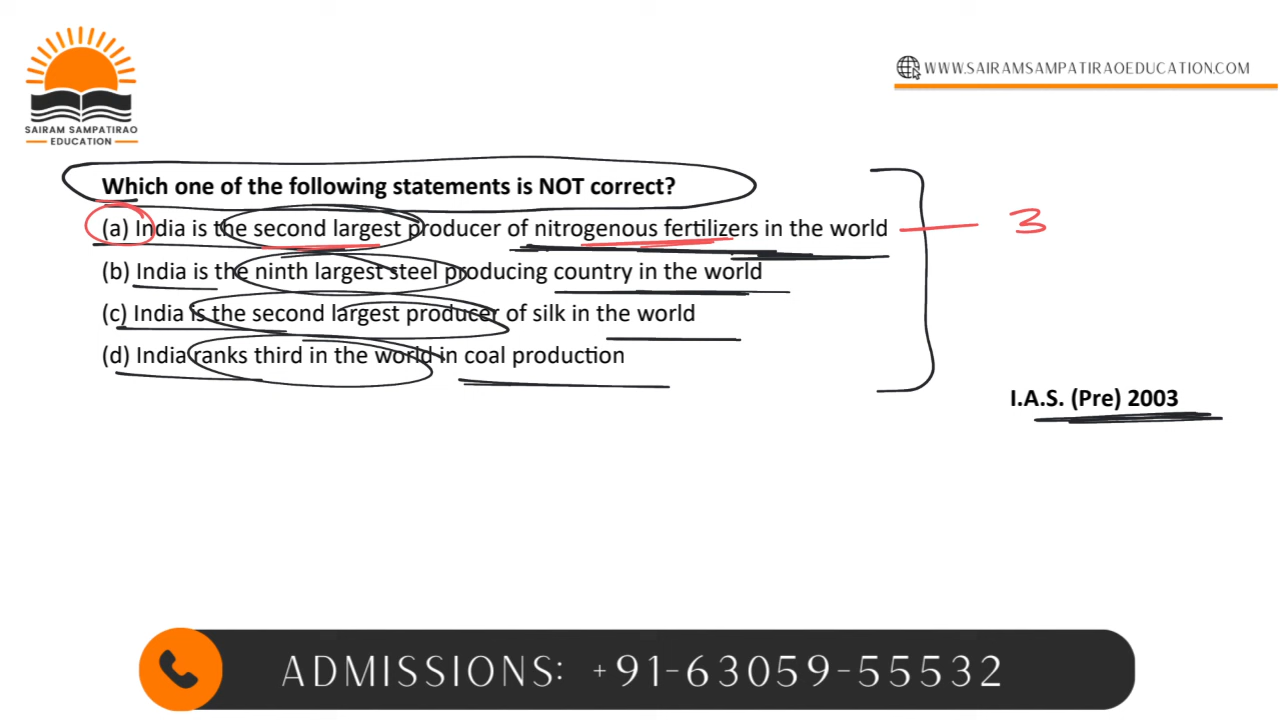 SAIRAM SAMPATIRAO
EDUCATION
WWW.SAIRAMSAMPATIRAOEDUCATION.COM
Which one of the following statements is NOT correct?
(a) India is the second largest producer of nitrogenous fertilizers in the world
3
(b) India is the ninth largest steel producing country in the world
(c) India is the second largest producer of silk in the world
(d) India ranks third in the world in coal production
I.A.S. (Pre) 2003
ADMISSIONS: +91-63059-55532